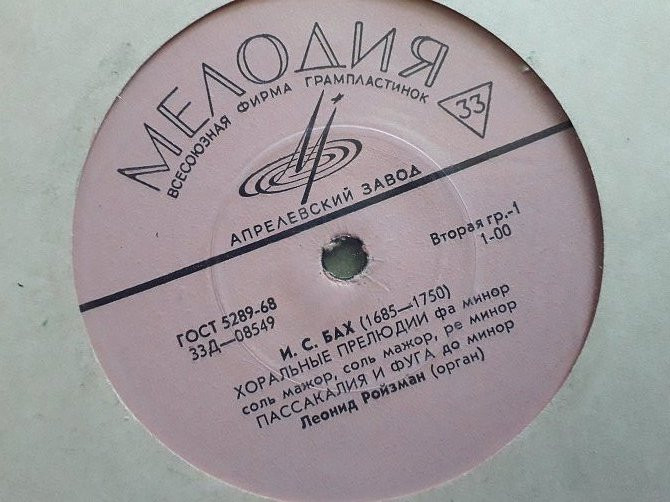 МЕЛОДИЯ
ВСЕСОЮЗНАЯ ФИРМА ГРАМПЛАСТИНОК
33
АПРЕЛЕВСКИЙ ЗАВОД
Вторая гр.-1
1-00
ГОСТ 5289-68
33Д—08549
И. С. БАХ (1685—1750)
ХОРАЛЬНЫЕ ПРЕЛЮДИИ фа минор
соль мажор, соль мажор, ре минор
ПАССАКАЛИЯ И ФУГА до минор
Леонид Ройзман (орган)